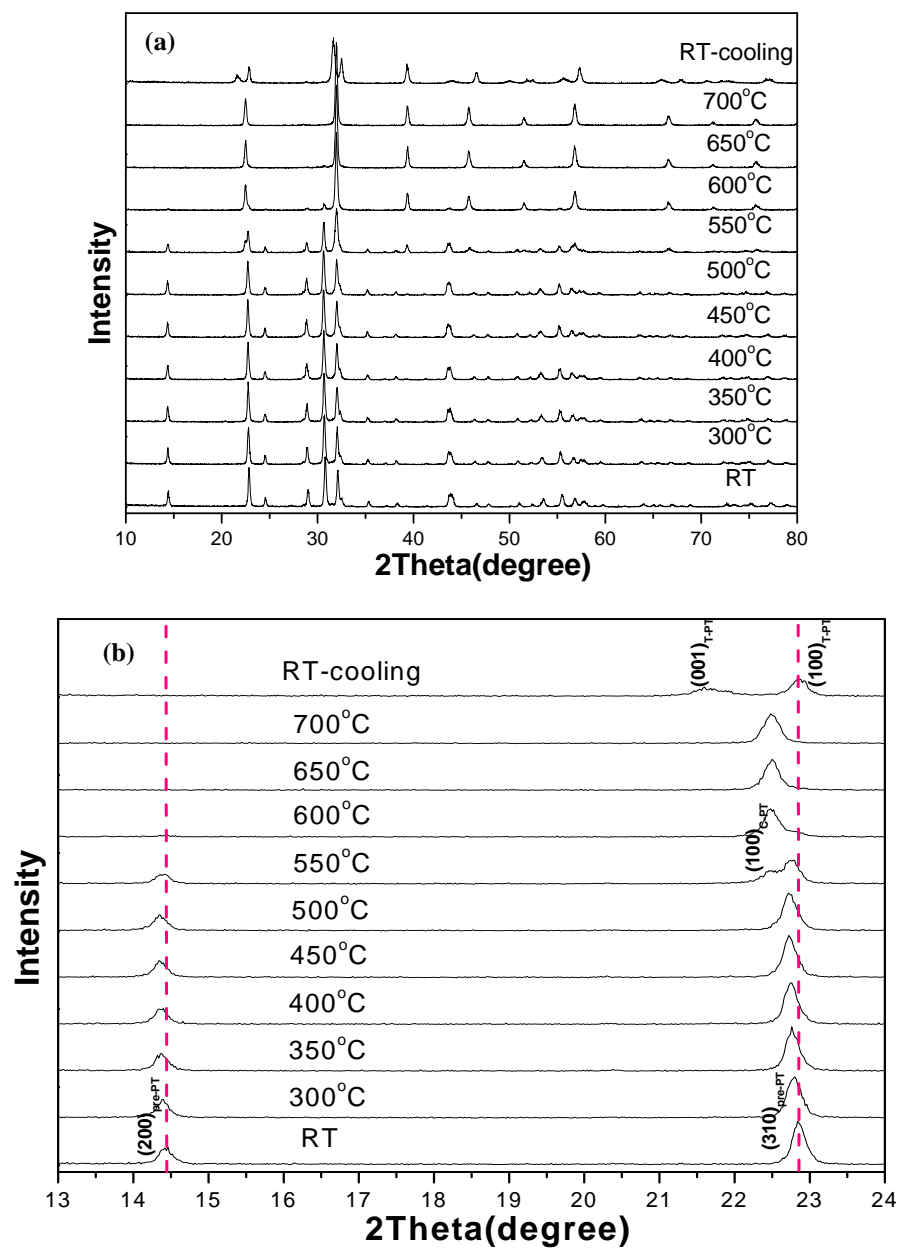 (a)
RT-cooling
700°C
650°C
600°C
550°C
500°C
450°C
400°C
350°C
300°C
RT
Intensity
10 20 30 40 50 60 70 80
2Theta(degree)
(b)
RT-cooling
(001)T-PT
(100)T-PT
700°C
650°C
600°C
(100)C-PT
550°C
500°C
450°C
400°C
350°C
300°C
(200)pre-PT
(310)pre-PT
RT
Intensity
13 14 15 16 17 18 19 20 21 22 23 24
2Theta(degree)